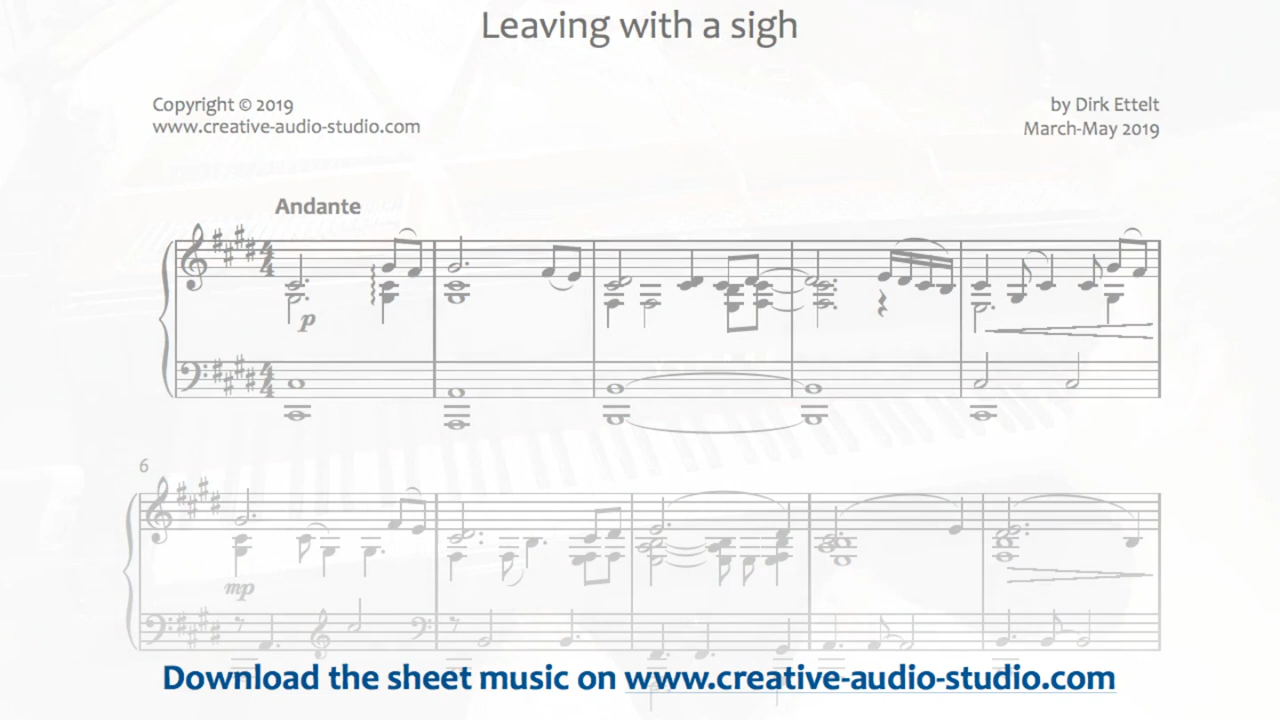 Leaving with a sigh
Copyright © 2019
www.creative-audio-studio.com
by Dirk Ettelt
March-May 2019
Andante
p
6
mp
Download the sheet music on www.creative-audio-studio.com